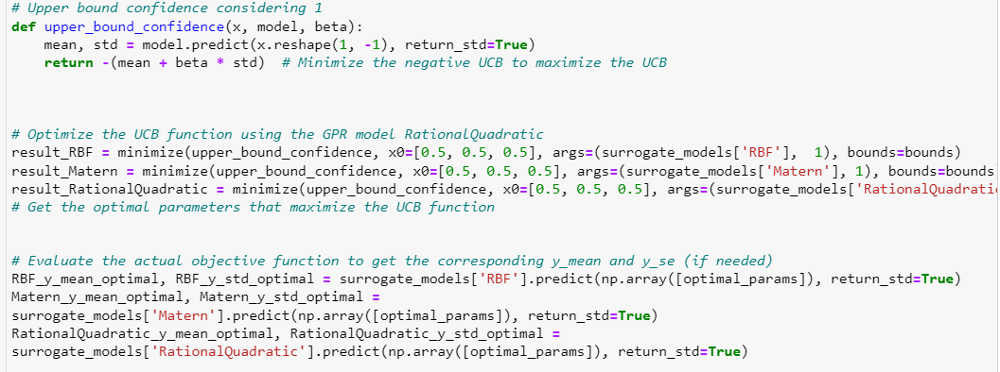 # Upper bound confidence considering 1
def upper_bound_confidence(x, model, beta):
    mean, std = model.predict(x.reshape(1, -1), return_std=True)
    return -(mean + beta * std)  # Minimize the negative UCB to maximize the UCB
# Optimize the UCB function using the GPR model RationalQuadratic
result_RBF = minimize(upper_bound_confidence, x0=[0.5, 0.5, 0.5], args=(surrogate_models['RBF'],  1), bounds=bounds)
result_Matern = minimize(upper_bound_confidence, x0=[0.5, 0.5, 0.5], args=(surrogate_models['Matern'], 1), bounds=bounds
result_RationalQuadratic = minimize(upper_bound_confidence, x0=[0.5, 0.5, 0.5], args=(surrogate_models['RationalQuadrati
# Get the optimal parameters that maximize the UCB function
# Evaluate the actual objective function to get the corresponding y_mean and y_se (if needed)
RBF_y_mean_optimal, RBF_y_std_optimal = surrogate_models['RBF'].predict(np.array([optimal_params]), return_std=True)
Matern_y_mean_optimal, Matern_y_std_optimal =
surrogate_models['Matern'].predict(np.array([optimal_params]), return_std=True)
RationalQuadratic_y_mean_optimal, RationalQuadratic_y_std_optimal =
surrogate_models['RationalQuadratic'].predict(np.array([optimal_params]), return_std=True)